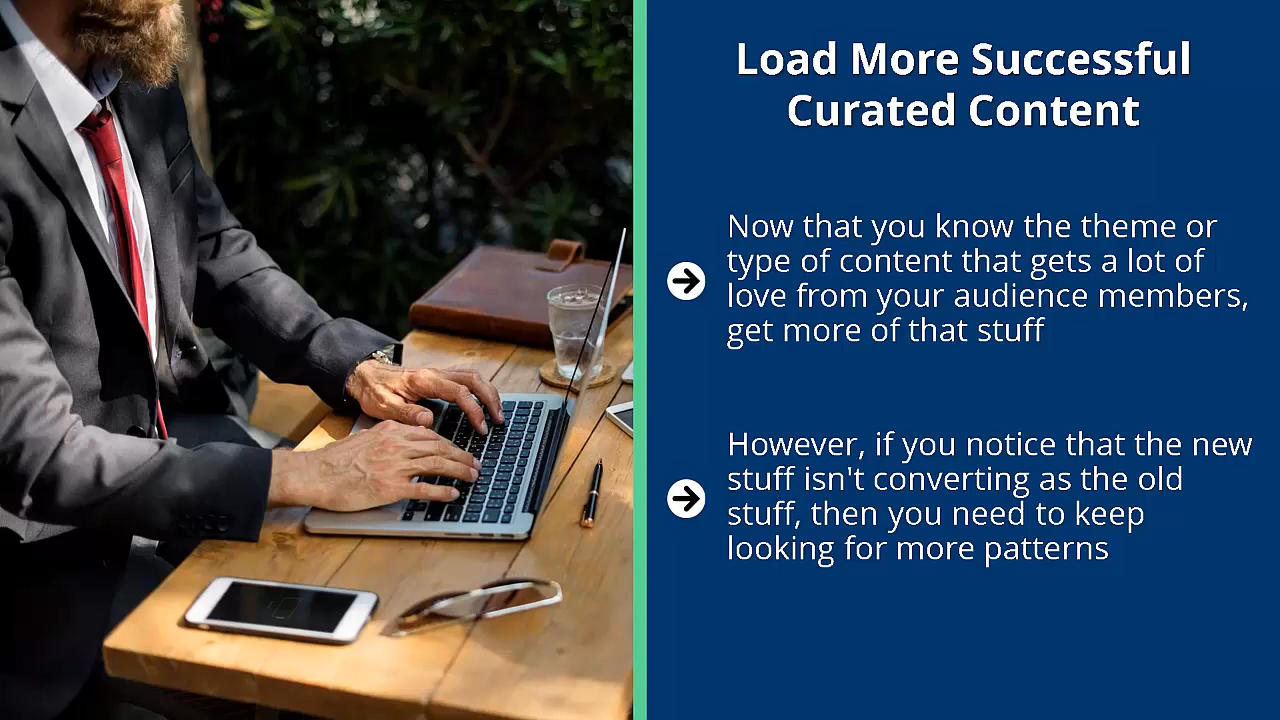 Load More Successful
Curated Content
Now that you know the theme or
type of content that gets a lot of
love from your audience members,
get more of that stuff
However, if you notice that the new
stuff isn't converting as the old
stuff, then you need to keep
looking for more patterns